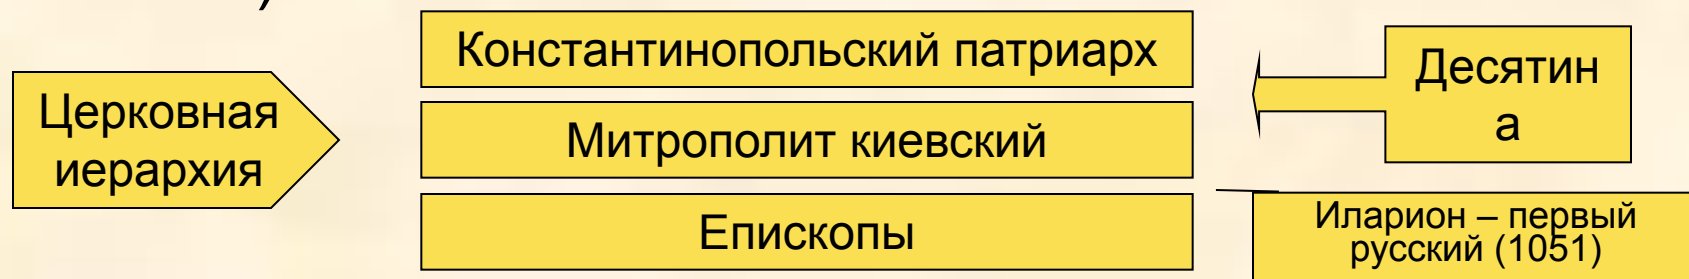 )
Церковная
иерархия
Константинопольский патриарх
Митрополит киевский
Епископы
Десятин
а
Иларион – первый
русский (1051)